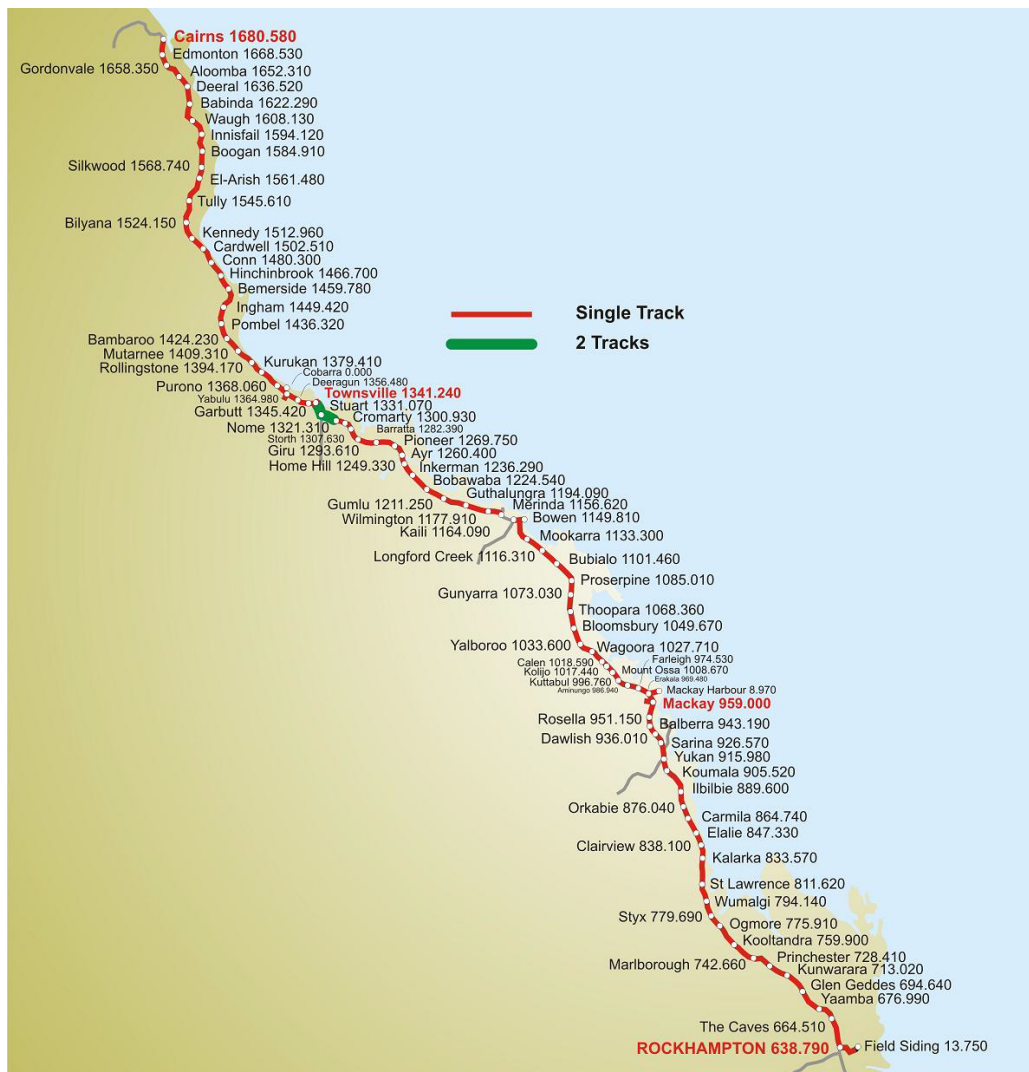 Cairns 1680.580
Edmonton 1668.530
Gordonvale 1658.350
Aloomba 1652.310
Deeral 1636.520
Babinda 1622.290
Waugh 1608.130
Innisfail 1594.120
Boogan 1584.910
Silkwood 1568.740
El-Arish 1561.480
Tully 1545.610
Bilyana 1524.150
Kennedy 1512.960
Cardwell 1502.510
Conn 1480.300
Hinchinbrook 1466.700
Bemerside 1459.780
Ingham 1449.420
Single Track
Pombel 1436.320
Bambaroo 1424.230
2 Tracks
Mutarnee 1409.310
Kurukan 1379.410
Rollingstone 1394.170
Cobarra 0.000
Deeragun 1356.480
Purono 1368.060
Townsville 1341.240
Yabulu 1364.980
Stuart 1331.070
Garbutt 1345.420
Cromarty 1300.930
Nome 1321.310
Barratta 1282.390
Storth 1307.630
Pioneer 1269.750
Giru 1293.610
Ayr 1260.400
Home Hill 1249.330
Inkerman 1236.290
Bobawaba 1224.540
Guthalungra 1194.090
Gumlu 1211.250
Merinda 1156.620
Wilmington 1177.910
Bowen 1149.810
Kaili 1164.090
Mookarra 1133.300
Longford Creek 1116.310
Bubialo 1101.460
Proserpine 1085.010
Gunyarra 1073.030
Thoopara 1068.360
Bloomsbury 1049.670
Yalboroo 1033.600
Wagoora 1027.710
Farleigh 974.530
Calen 1018.590
Mount Ossa 1008.670
Kolijo 1017.440
Erakala 969.480
Kuttabul 996.760
Mackay Harbour 8.970
Aminungo 986.940
Mackay 959.000
Rosella 951.150
Balberra 943.190
Dawlish 936.010
Sarina 926.570
Yukan 915.980
Koumala 905.520
Ilbilbie 889.600
Orkabie 876.040
Carmila 864.740
Elalie 847.330
Clairview 838.100
Kalarka 833.570
St Lawrence 811.620
Wumalgi 794.140
Styx 779.690
Ogmore 775.910
Kooltandra 759.900
Princhester 728.410
Marlborough 742.660
Kunwarara 713.020
Glen Geddes 694.640
Yaamba 676.990
The Caves 664.510
ROCKHAMPTON 638.790
Field Siding 13.750